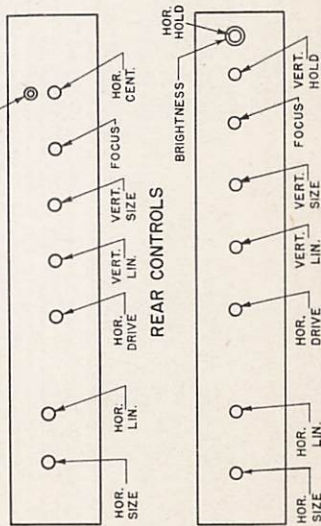 HOR.
SIZE
HOR.
LIN.
HOR.
DRIVE
VERT.
LIN.
VERT.
SIZE
FOCUS
HOR.
CENT.
REAR CONTROLS
HOR.
HOLD
BRIGHTNESS
HOR.
SIZE
HOR.
LIN.
HOR.
DRIVE
VERT.
LIN.
VERT.
SIZE
FOCUS
VERT.
HOLD